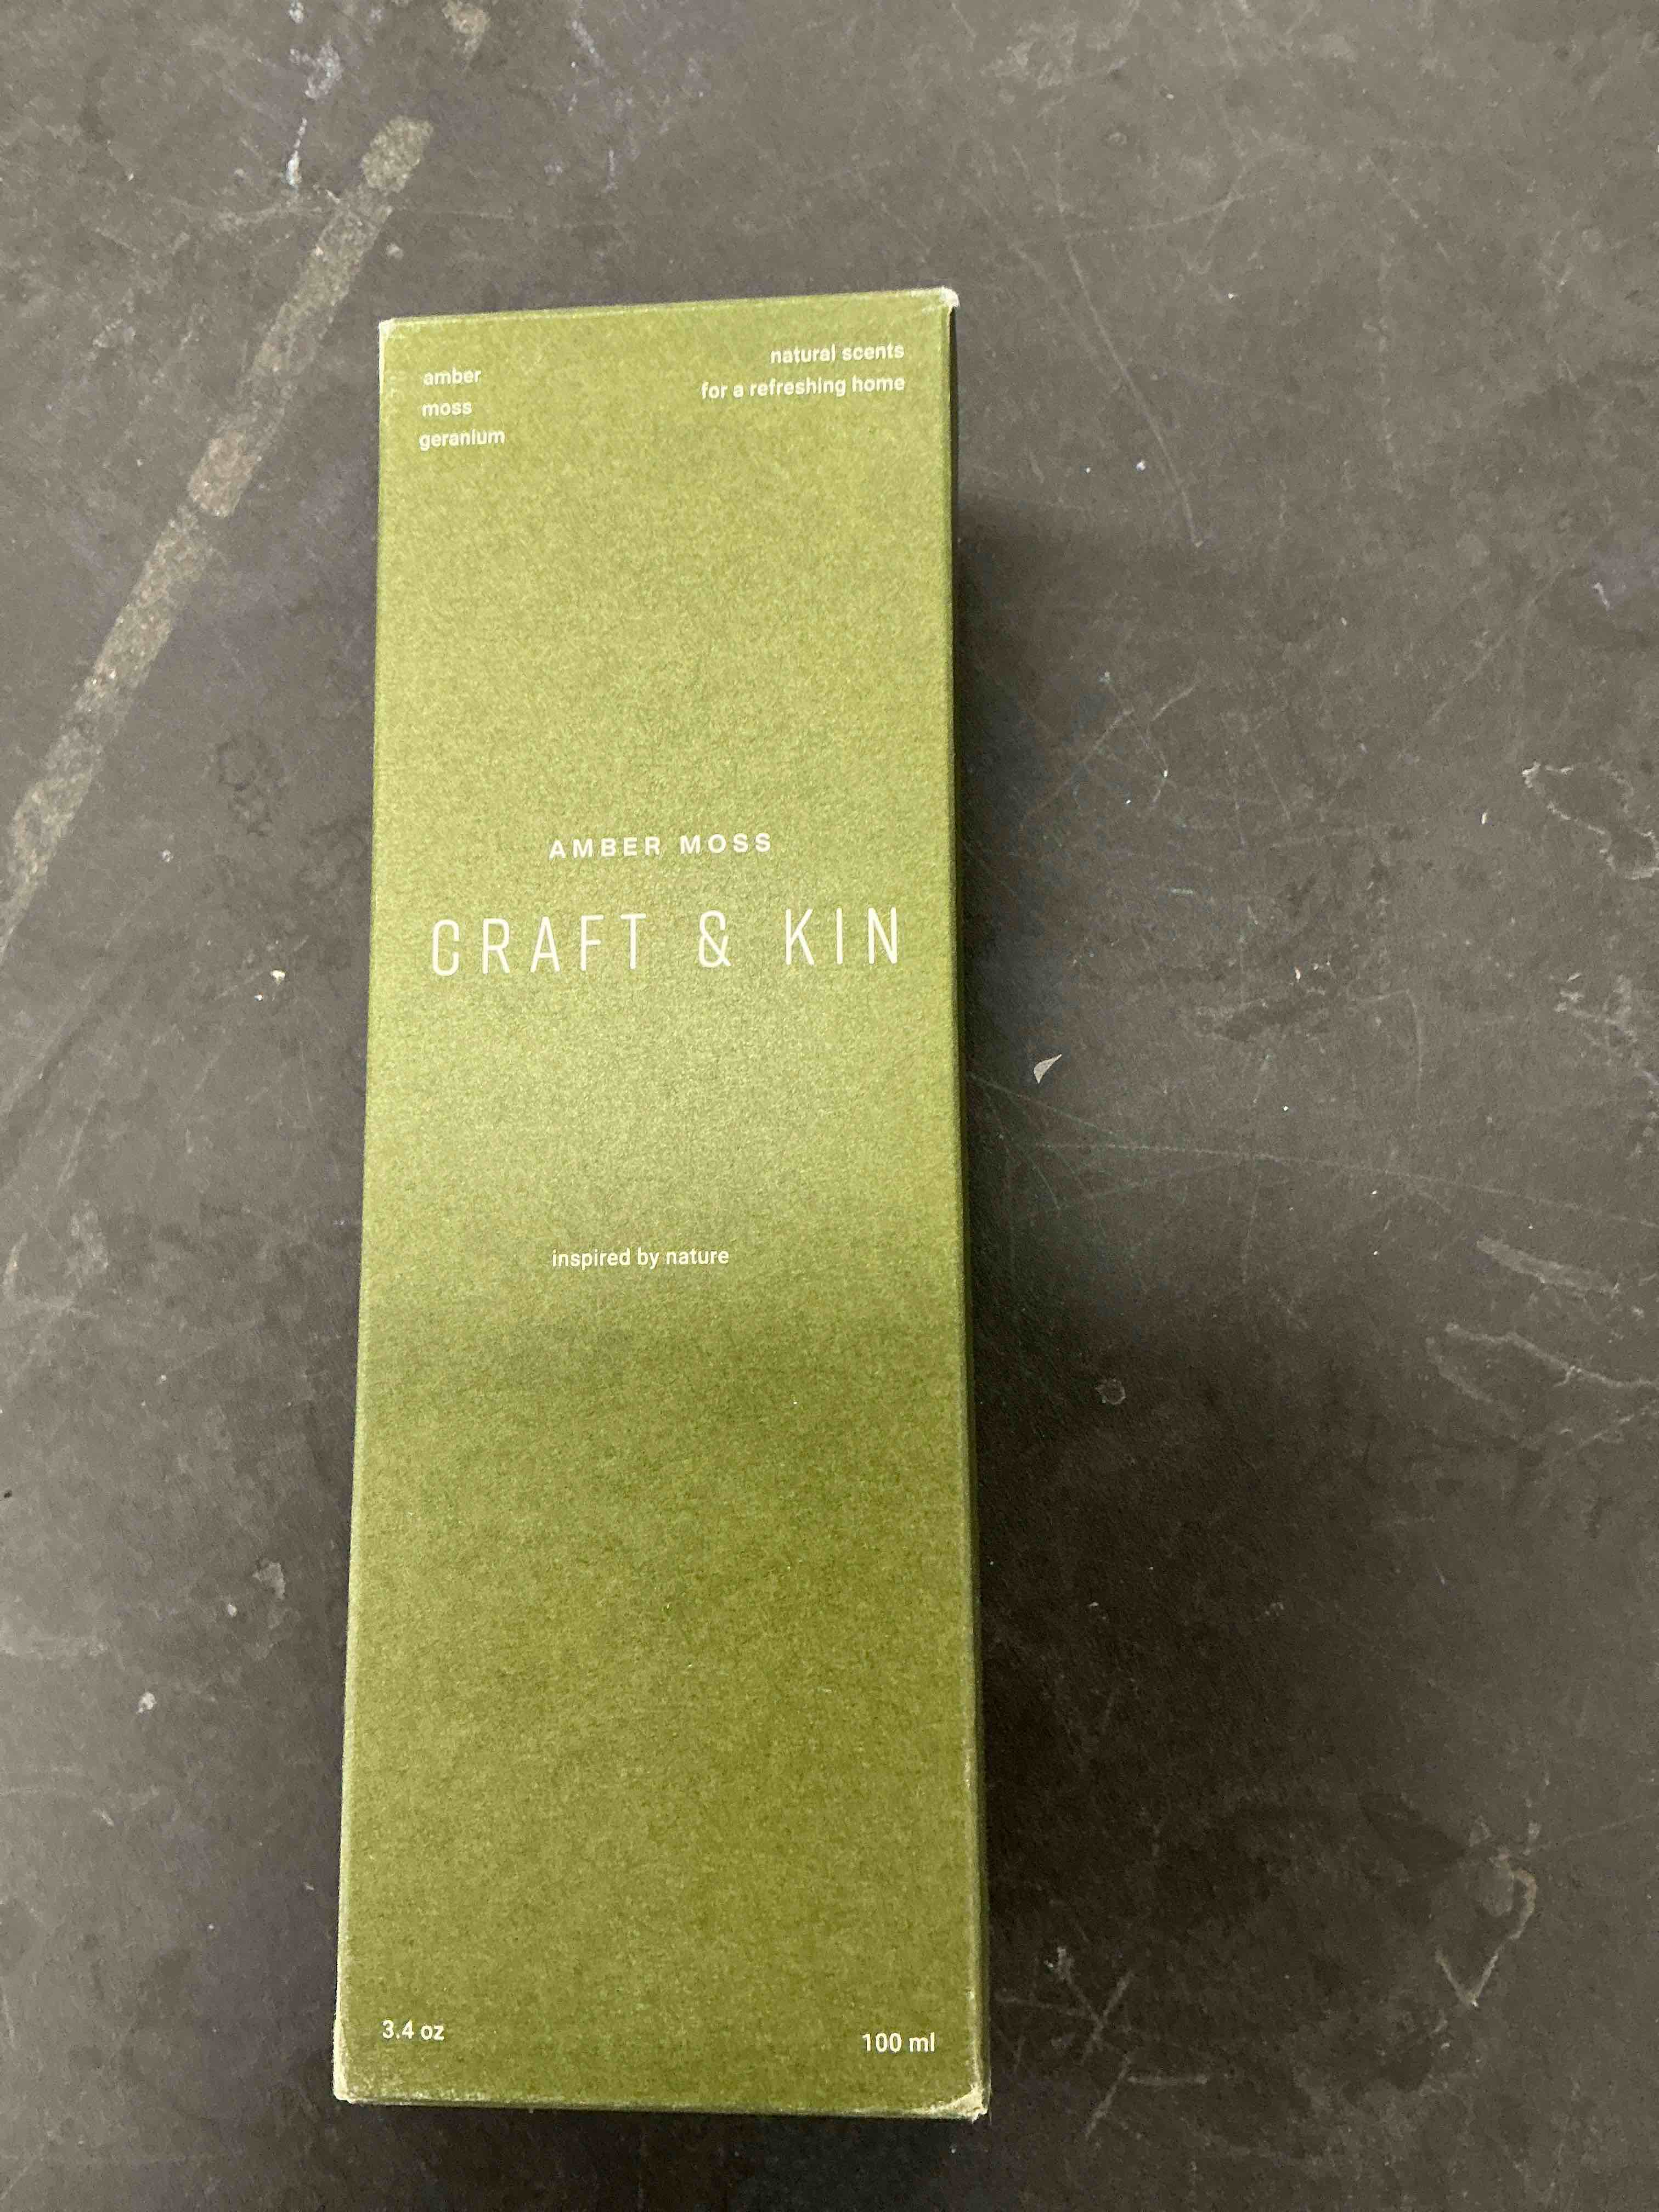 amber
moss
geranium
natural scents
for a refreshing home
AMBER MOSS
CRAFT & KIN
inspired by nature
3.4 oz
100 ml